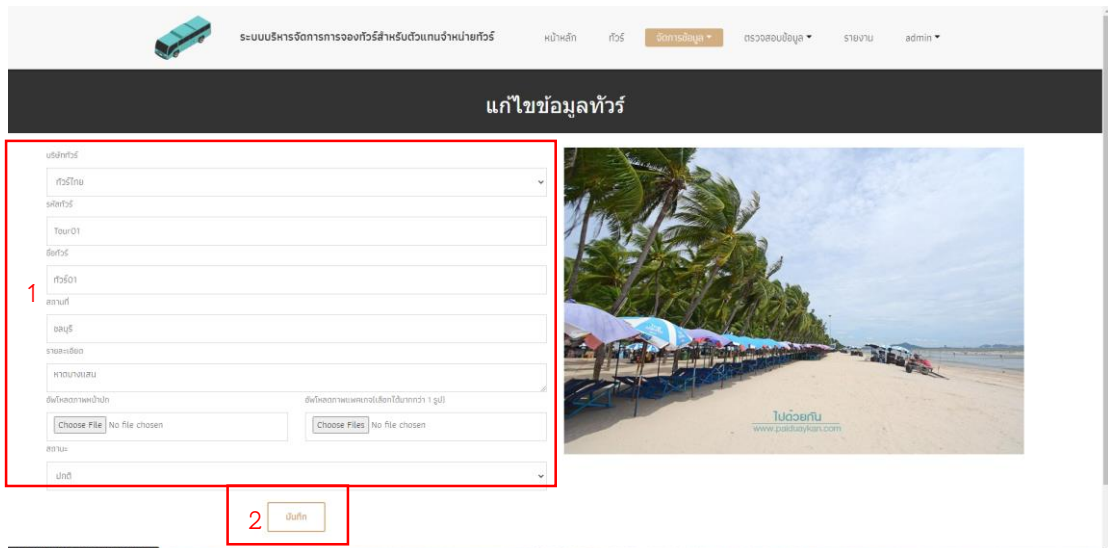 ระบบบริหารจัดการการจองทัวร์สำหรับตัวแทนจำหน่ายทัวร์ หน้าหลัก ทัวร์ จัดการข้อมูล ตรวจสอบข้อมูล รายงาน admin
แก้ไขข้อมูลทัวร์
บริษัททัวร์
ทัวร์ไทย
รหัสทัวร์
Tour01
ชื่อทัวร์
ทัวร์01
1
สถานที่
ชลบุรี
รายละเอียด
หาดบางแสน
อัพโหลดภาพหน้าปก อัพโหลดภาพแพคเกจ(เลือกได้มากกว่า 1 รูป)
Choose File No file chosen Choose Files No file chosen
สถานะ
ปกติ
2 บันทึก
ไปด้วยกัน
www.paiduaykan.com